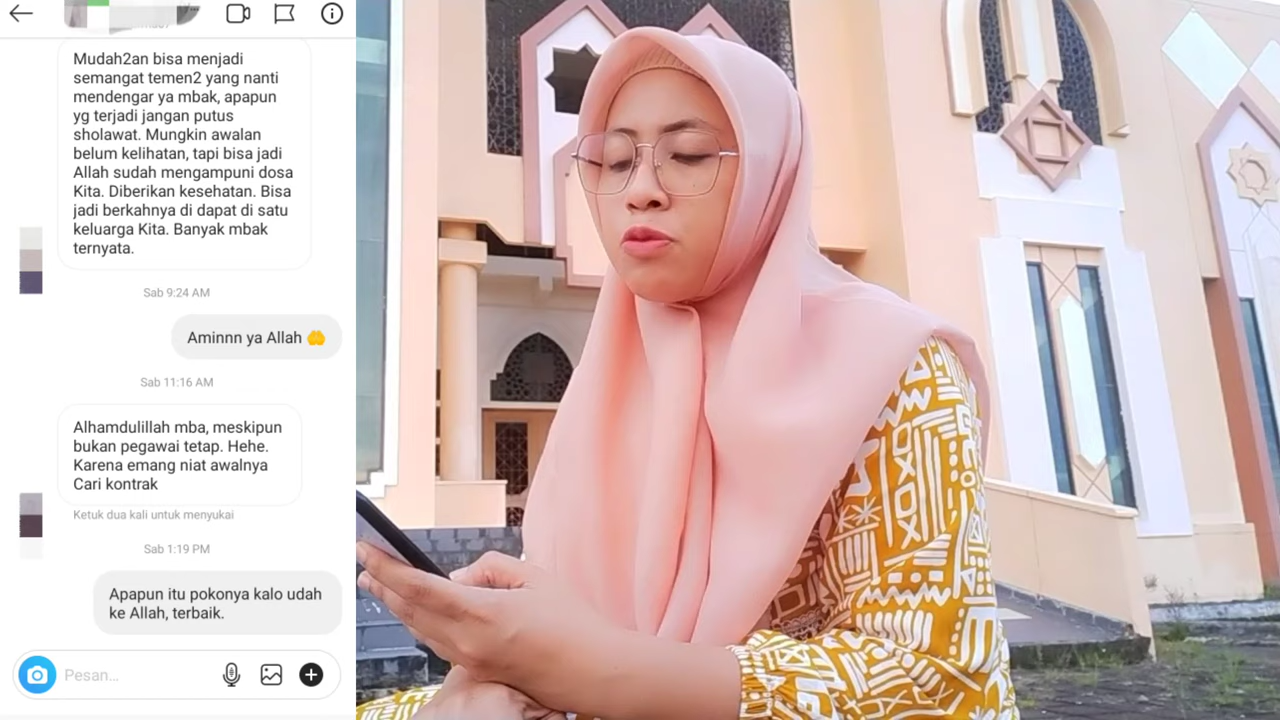 Mudah2an bisa menjadi
semangat temen2 yang nanti
mendengar ya mbak, apapun
yg terjadi jangan putus
sholawat. Mungkin awalan
belum kelihatan, tapi bisa jadi
Allah sudah mengampuni dosa
Kita. Diberikan kesehatan. Bisa
jadi berkahnya di dapat di satu
keluarga Kita. Banyak mbak
ternyata.
Sab 9:24 AM
Aminnn ya Allah 🤲
Sab 11:16 AM
Alhamdulillah mba, meskipun
bukan pegawai tetap. Hehe.
Karena emang niat awalnya
Cari kontrak
Ketuk dua kali untuk menyukai
Sab 1:19 PM
Apapun itu pokonya kalo udah
ke Allah, terbaik.
Pesan...